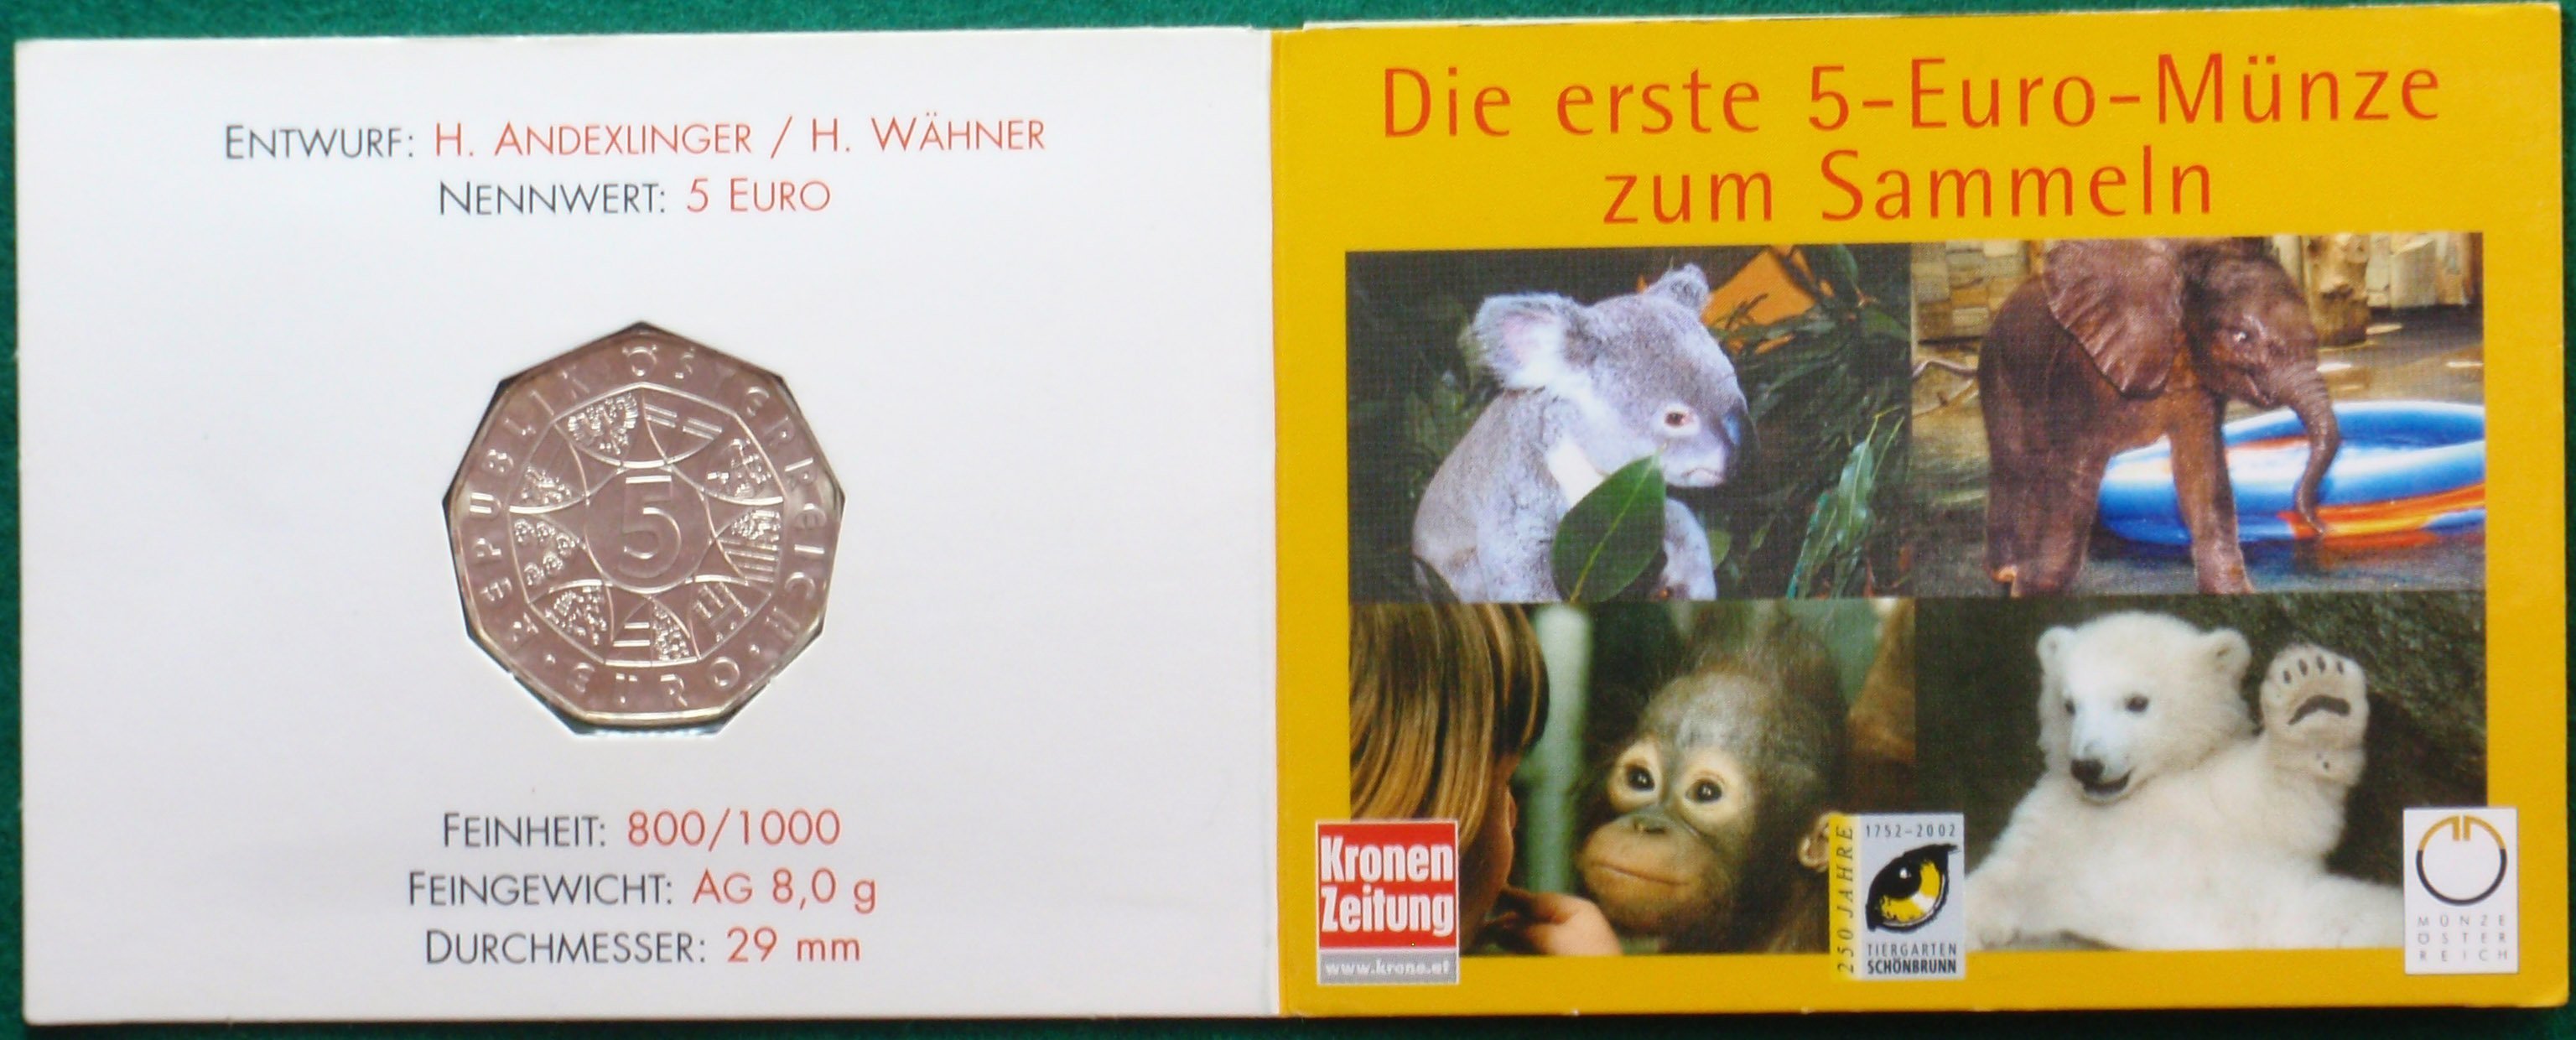 ENTWURF: H. ANDEXLINGER / H. WÄHNER
NENNWERT: 5 EURO
REPUBLIK ÖSTERREICH
5
· EURO ·
FEINHEIT: 800/1000
FEINGEWICHT: AG 8,0 g
DURCHMESSER: 29 mm
Die erste 5-Euro-Münze
zum Sammeln
Kronen
Zeitung
www.krone.at
250 JAHRE
1752-2002
TIERGARTEN
SCHÖNBRUNN
MÜNZE
ÖSTER
REICH